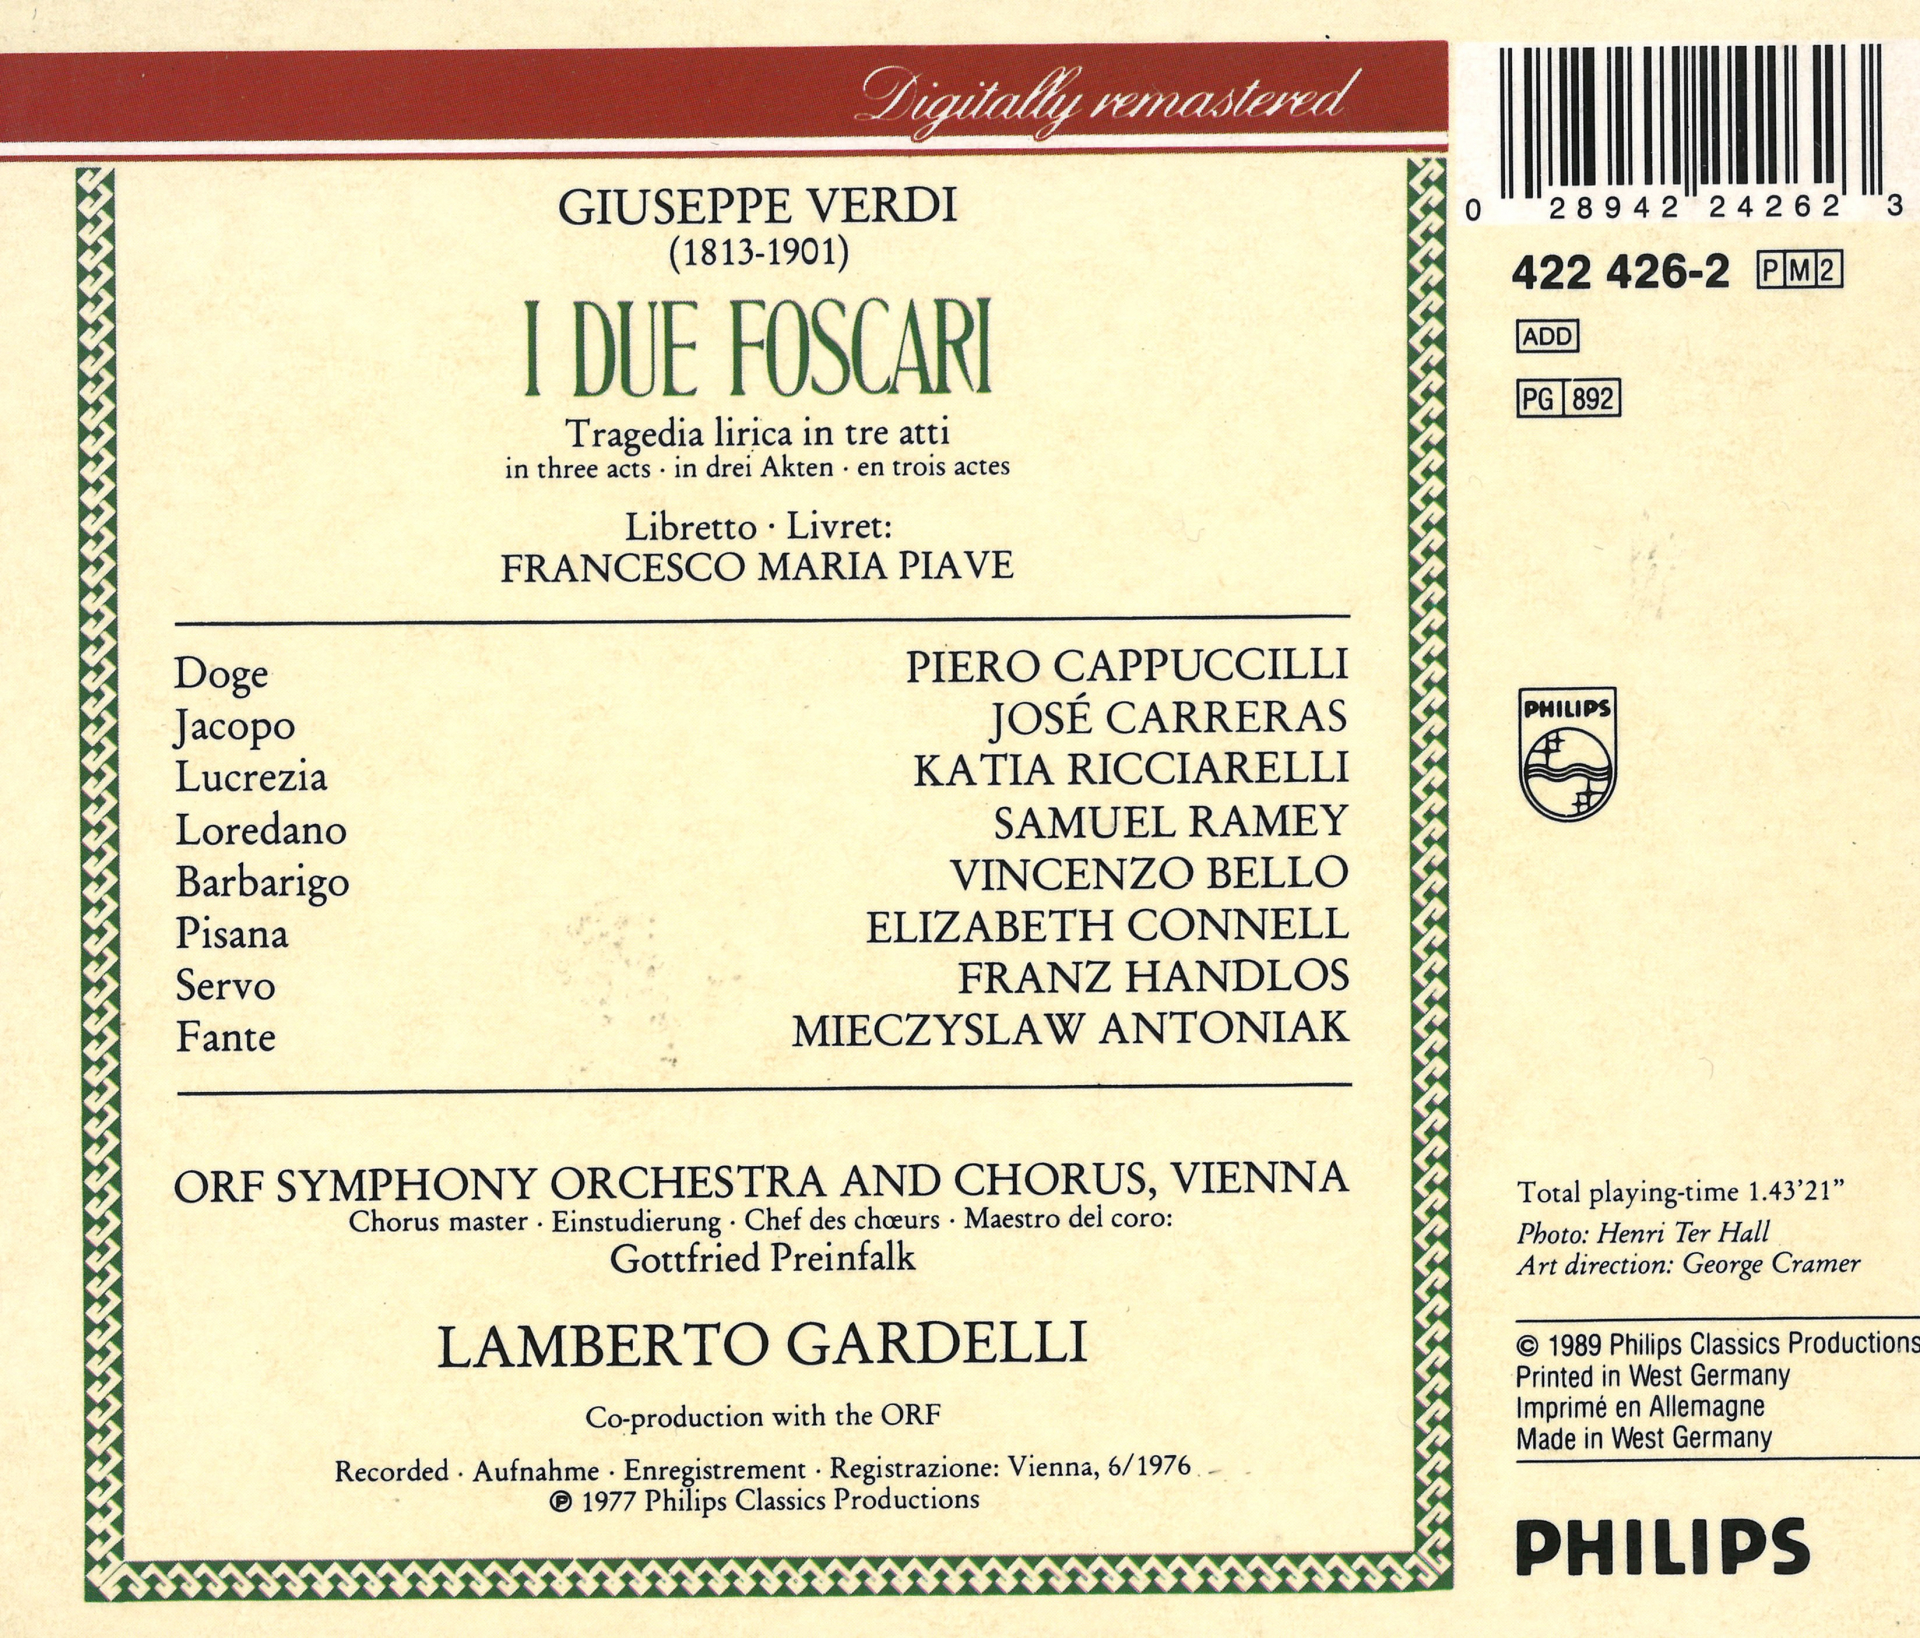 Digitally remastered
GIUSEPPE VERDI
(1813-1901)
I DUE FOSCARI
Tragedia lirica in tre atti
in three acts · in drei Akten · en trois actes
Libretto · Livret:
FRANCESCO MARIA PIAVE
Doge PIERO CAPPUCCILLI
Jacopo JOSÉ CARRERAS
Lucrezia KATIA RICCIARELLI
Loredano SAMUEL RAMEY
Barbarigo VINCENZO BELLO
Pisana ELIZABETH CONNELL
Servo FRANZ HANDLOS
Fante MIECZYSLAW ANTONIAK
ORF SYMPHONY ORCHESTRA AND CHORUS, VIENNA
Chorus master · Einstudierung · Chef des chœurs · Maestro del coro:
Gottfried Preinfalk
LAMBERTO GARDELLI
Co-production with the ORF
Recorded · Aufnahme · Enregistrement · Registrazione: Vienna, 6/1976
℗ 1977 Philips Classics Productions
0 28942 24262 3
422 426-2 PM2
ADD
PG 892
PHILIPS
Total playing-time 1.43’21”
Photo: Henri Ter Hall
Art direction: George Cramer
© 1989 Philips Classics Productions
Printed in West Germany
Imprimé en Allemagne
Made in West Germany
PHILIPS